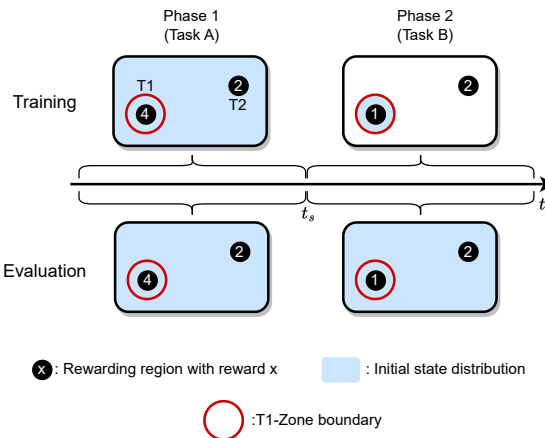 Phase 1
(Task A)
Phase 2
(Task B)
Training
T1
4
2
T2
1
2
t_s
t
Evaluation
4
2
1
2
x : Rewarding region with reward x
: Initial state distribution
:T1-Zone boundary